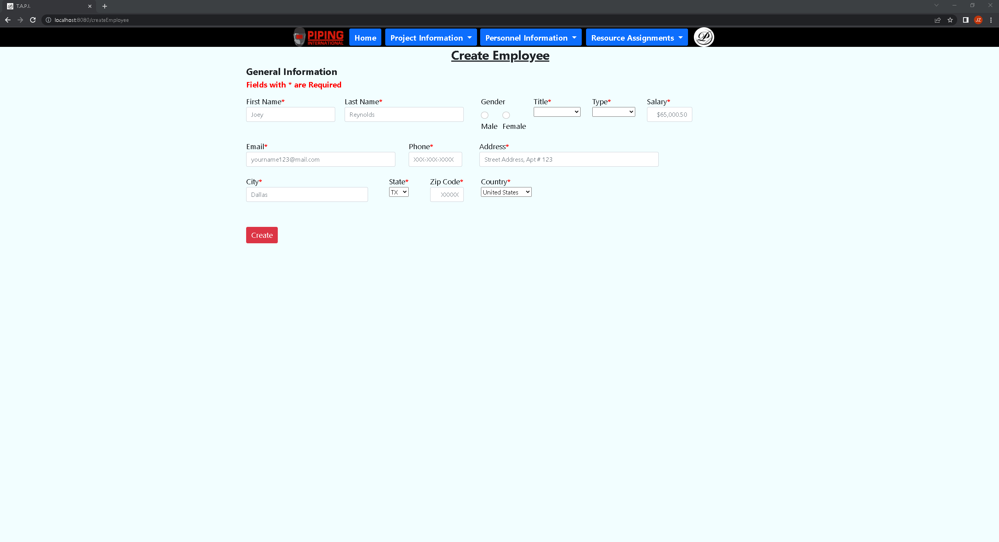 T.A.P.I.
localhost:8080/createEmployee
JZ
PIPING
INTERNATIONAL
Home
Project Information
Personnel Information
Resource Assignments
Create Employee
General Information
Fields with * are Required
First Name* Last Name* Gender Title* Type* Salary*
Joey Reynolds $65,000.50
Male Female
Email* Phone* Address*
yourname123@mail.com XXX-XXX-XXXX Street Address, Apt # 123
City* State* Zip Code* Country*
Dallas TX XXXXX United States
Create